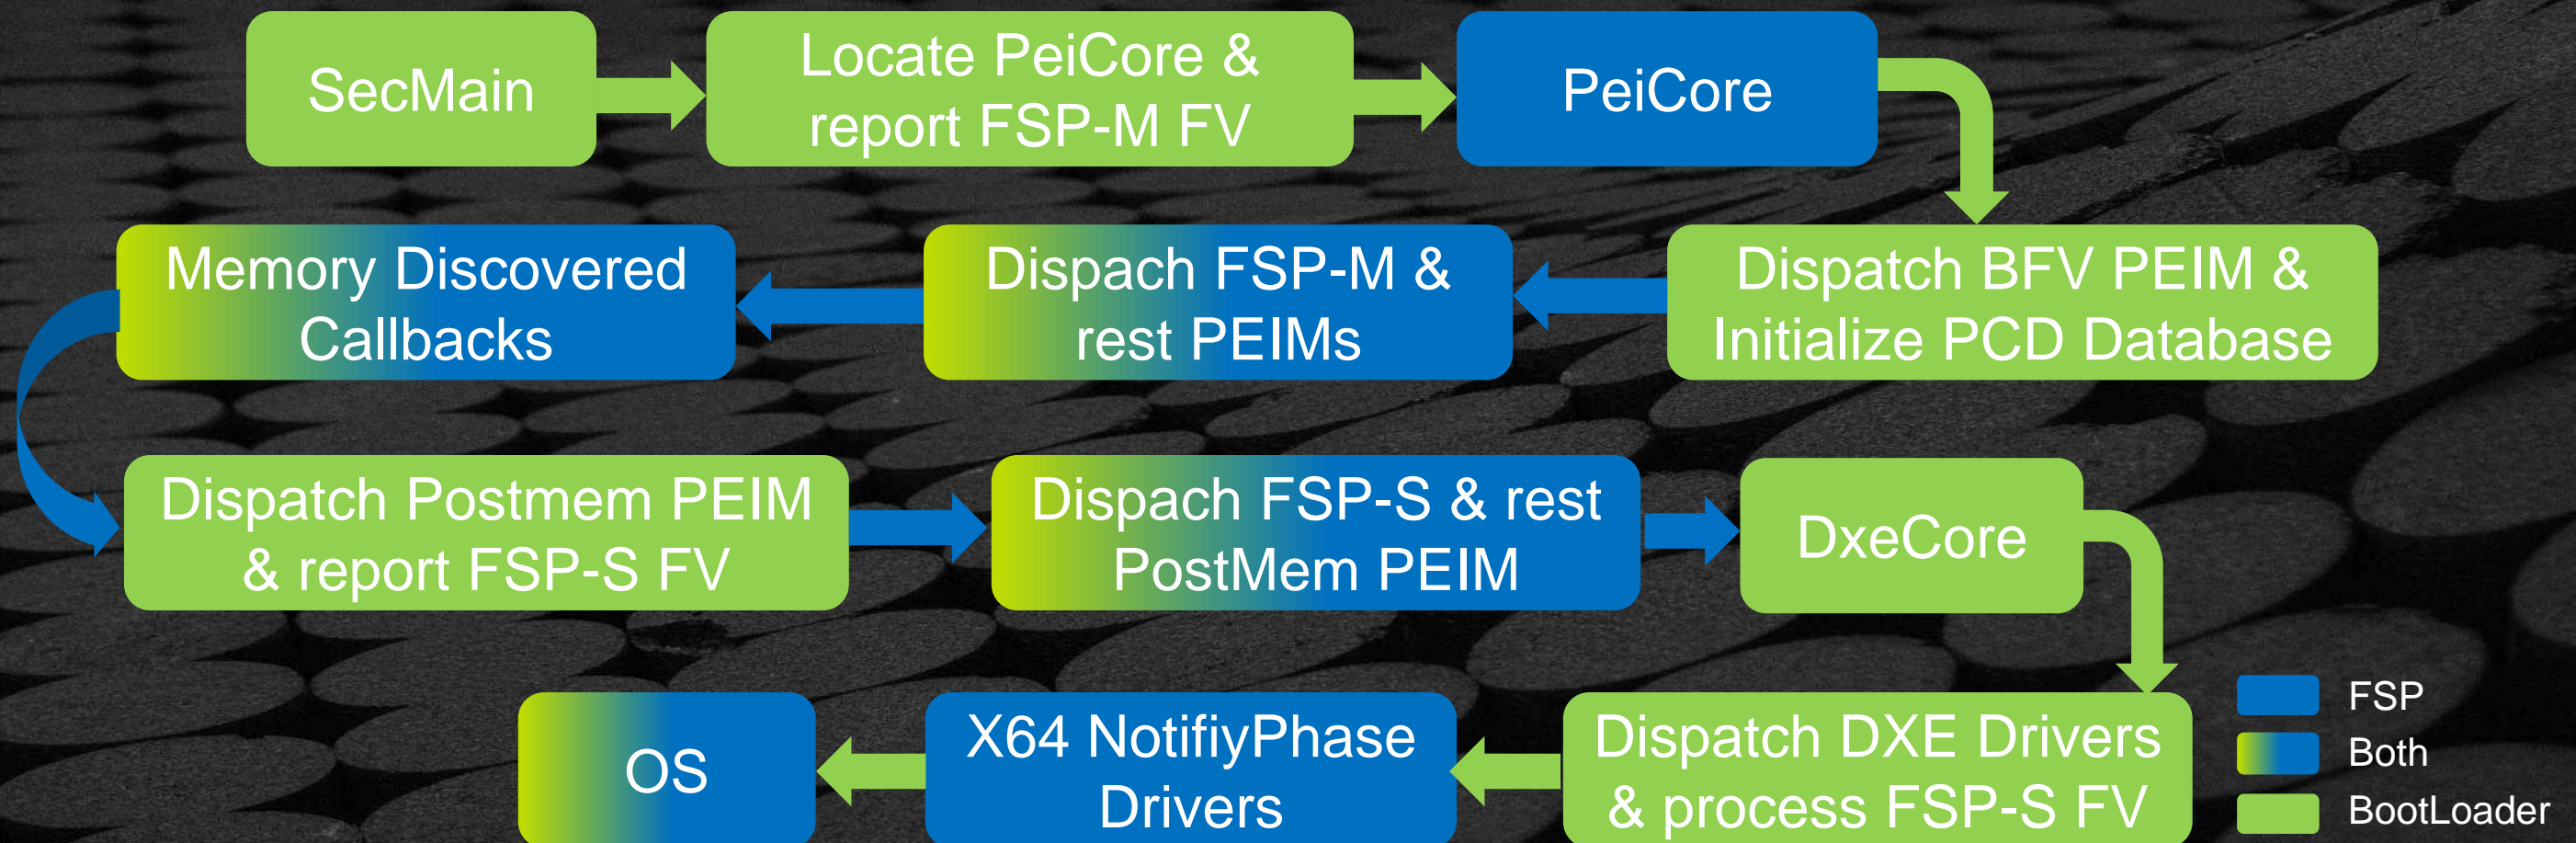 SecMain
Locate PeiCore &
report FSP-M FV
PeiCore
Memory Discovered
Callbacks
Dispach FSP-M &
rest PEIMs
Dispatch BFV PEIM &
Initialize PCD Database
Dispatch Postmem PEIM
& report FSP-S FV
Dispach FSP-S & rest
PostMem PEIM
DxeCore
OS
X64 NotifiyPhase
Drivers
Dispatch DXE Drivers
& process FSP-S FV
FSP
Both
BootLoader